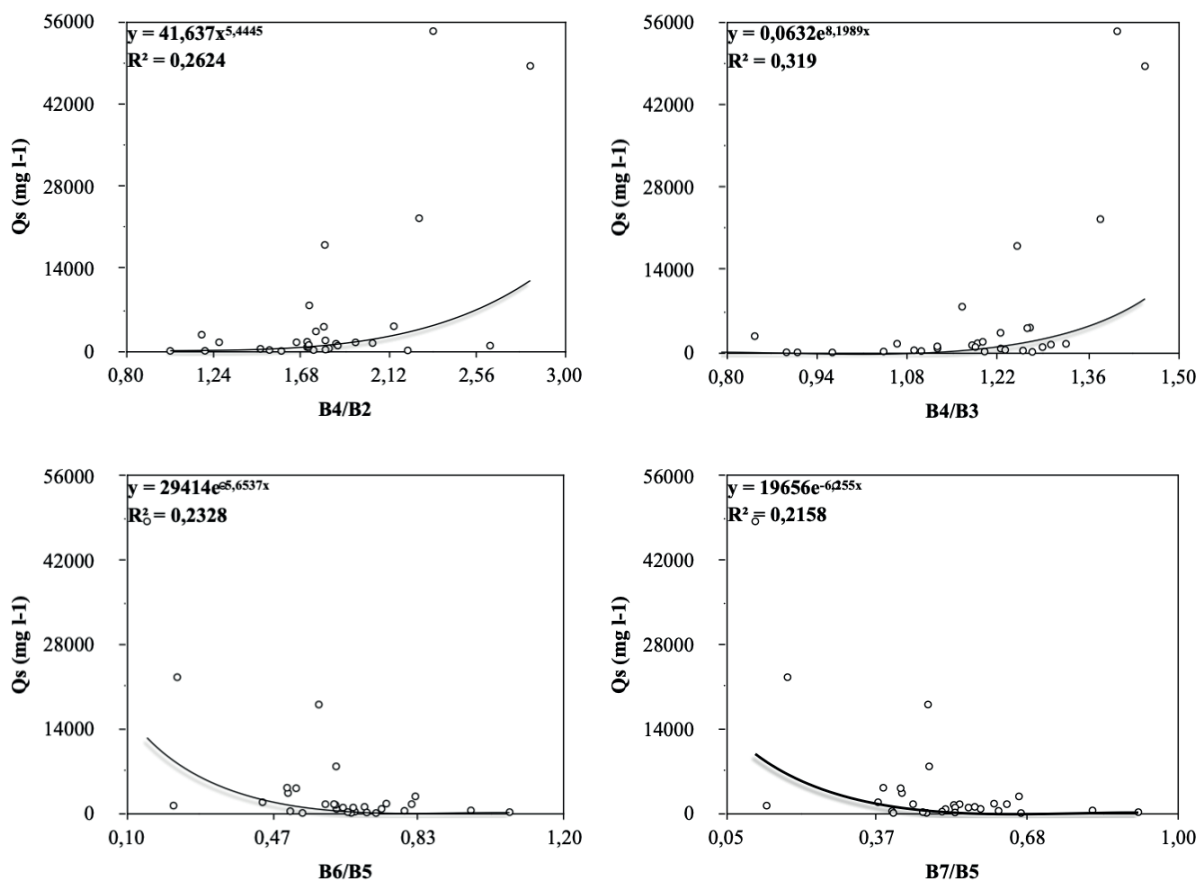 y = 41,637x^5,4445
R² = 0,2624
56000
42000
28000
14000
0
Qs (mg l-1)
0,80 1,24 1,68 2,12 2,56 3,00
B4/B2
y = 0,0632e^8,1989x
R² = 0,319
56000
42000
28000
14000
0
Qs (mg l-1)
0,80 0,94 1,08 1,22 1,36 1,50
B4/B3
y = 29414e^-5,6537x
R² = 0,2328
56000
42000
28000
14000
0
Qs (mg l-1)
0,10 0,47 0,83 1,20
B6/B5
y = 19656e^-6,255x
R² = 0,2158
56000
42000
28000
14000
0
Qs (mg l-1)
0,05 0,37 0,68 1,00
B7/B5